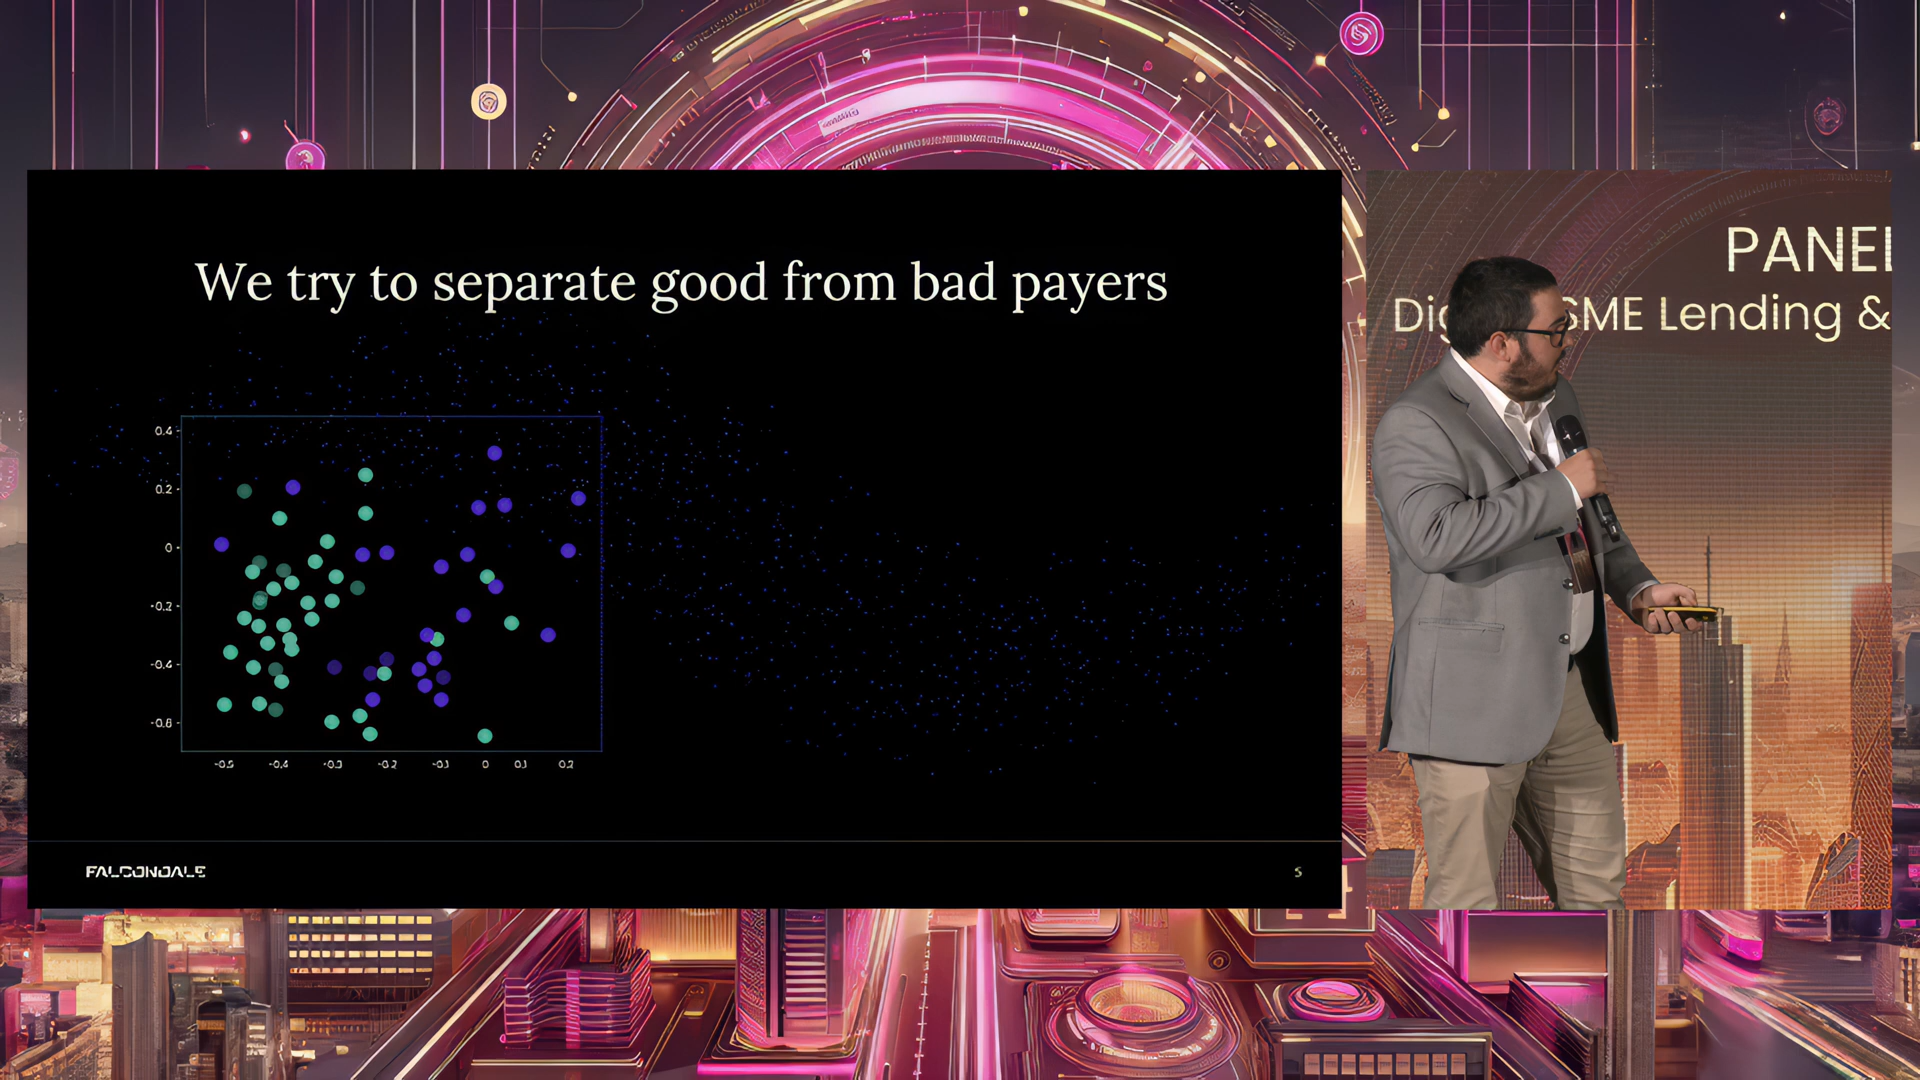 We try to separate good from bad payers
0.4
0.2
0
-0.2
-0.4
-0.6
-0.5 -0.4 -0.3 -0.2 -0.1 0 0.1 0.2
FALCONDALE
5
PANEL
SME Lending &